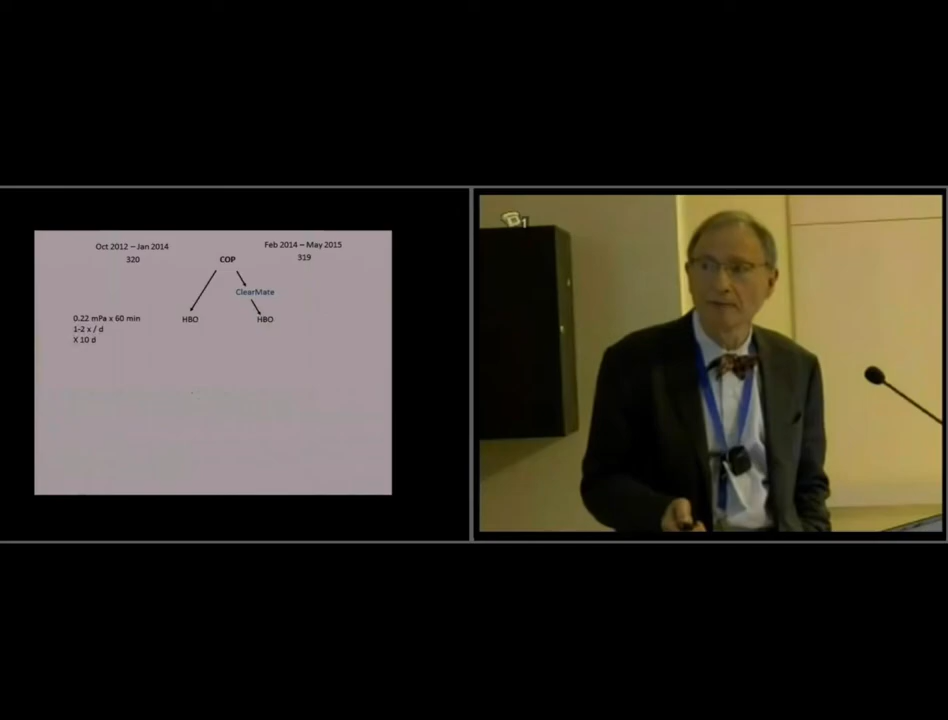 Oct 2012 – Jan 2014
320
Feb 2014 – May 2015
319
COP
ClearMate
0.22 mPa x 60 min
1-2 x / d
X 10 d
HBO
HBO
1